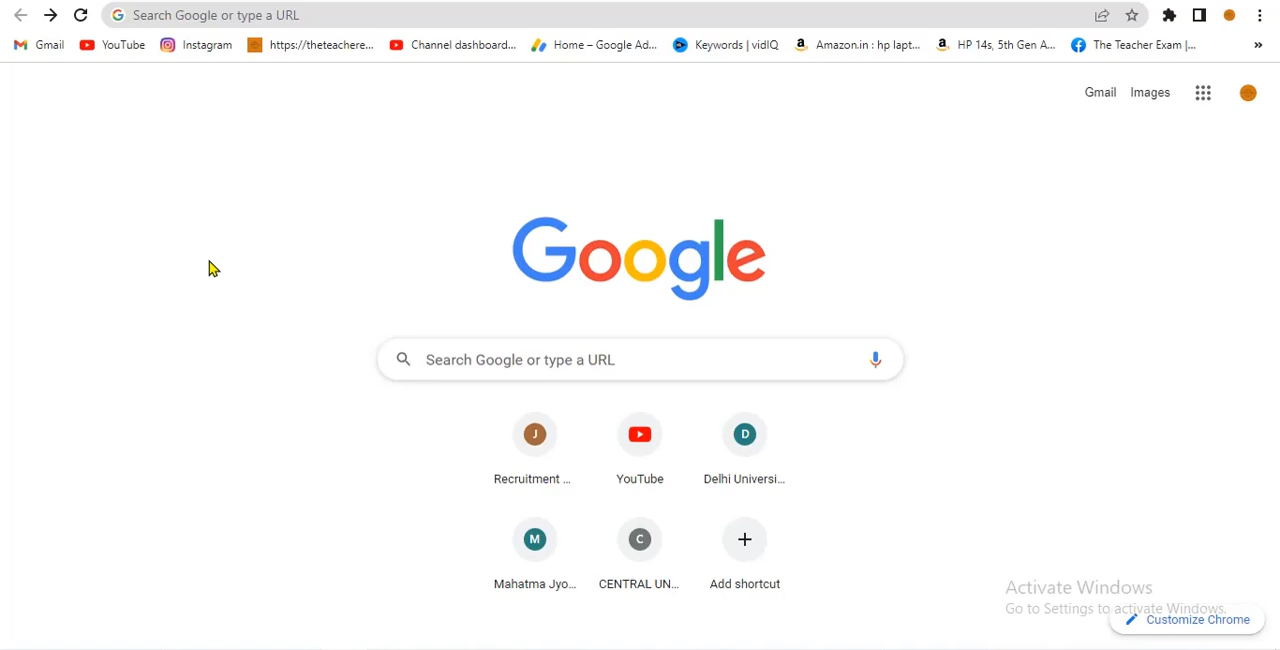 Search Google or type a URL
Gmail YouTube Instagram https://theteachere... Channel dashboard... Home – Google Ad... Keywords | vidIQ Amazon.in : hp lapt... HP 14s, 5th Gen A... The Teacher Exam |... »
Gmail Images
Google
Search Google or type a URL
J D
Recruitment ... YouTube Delhi Universi...
M C
Mahatma Jyo... CENTRAL UN... Add shortcut
Activate Windows
Go to Settings to activate Windows.
Customize Chrome